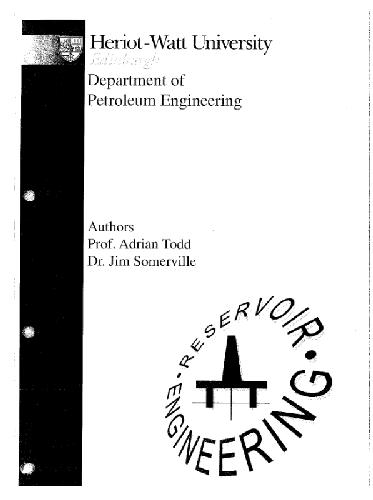 Heriot-Watt University
Edinburgh
Department of
Petroleum Engineering
Authors
Prof. Adrian Todd
Dr. Jim Somerville
• RESERVOIR •
ENGINEERING